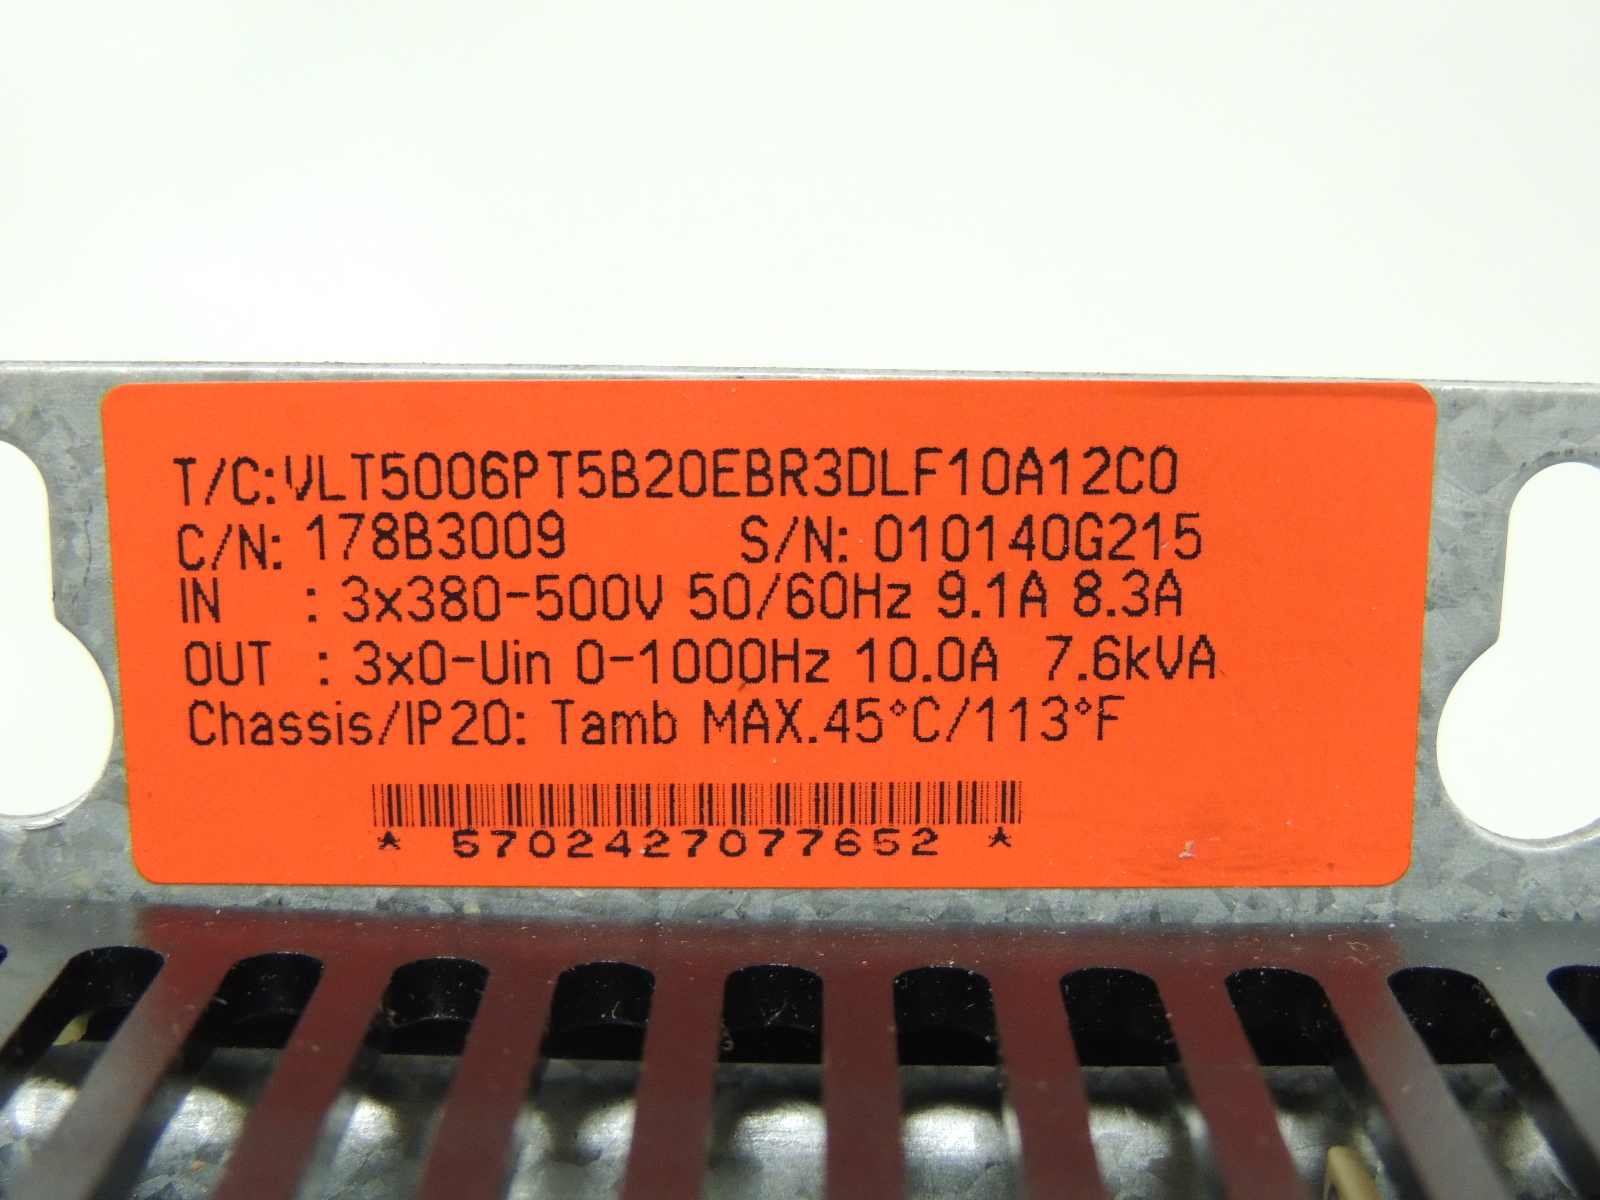 T/C:VLT5006PT5B20EBR3DLF10A12C0
C/N: 178B3009 S/N: 010140G215
IN : 3x380-500V 50/60Hz 9.1A 8.3A
OUT : 3x0-Uin 0-1000Hz 10.0A 7.6kVA
Chassis/IP20: Tamb MAX.45°C/113°F
* 5702427077652 *